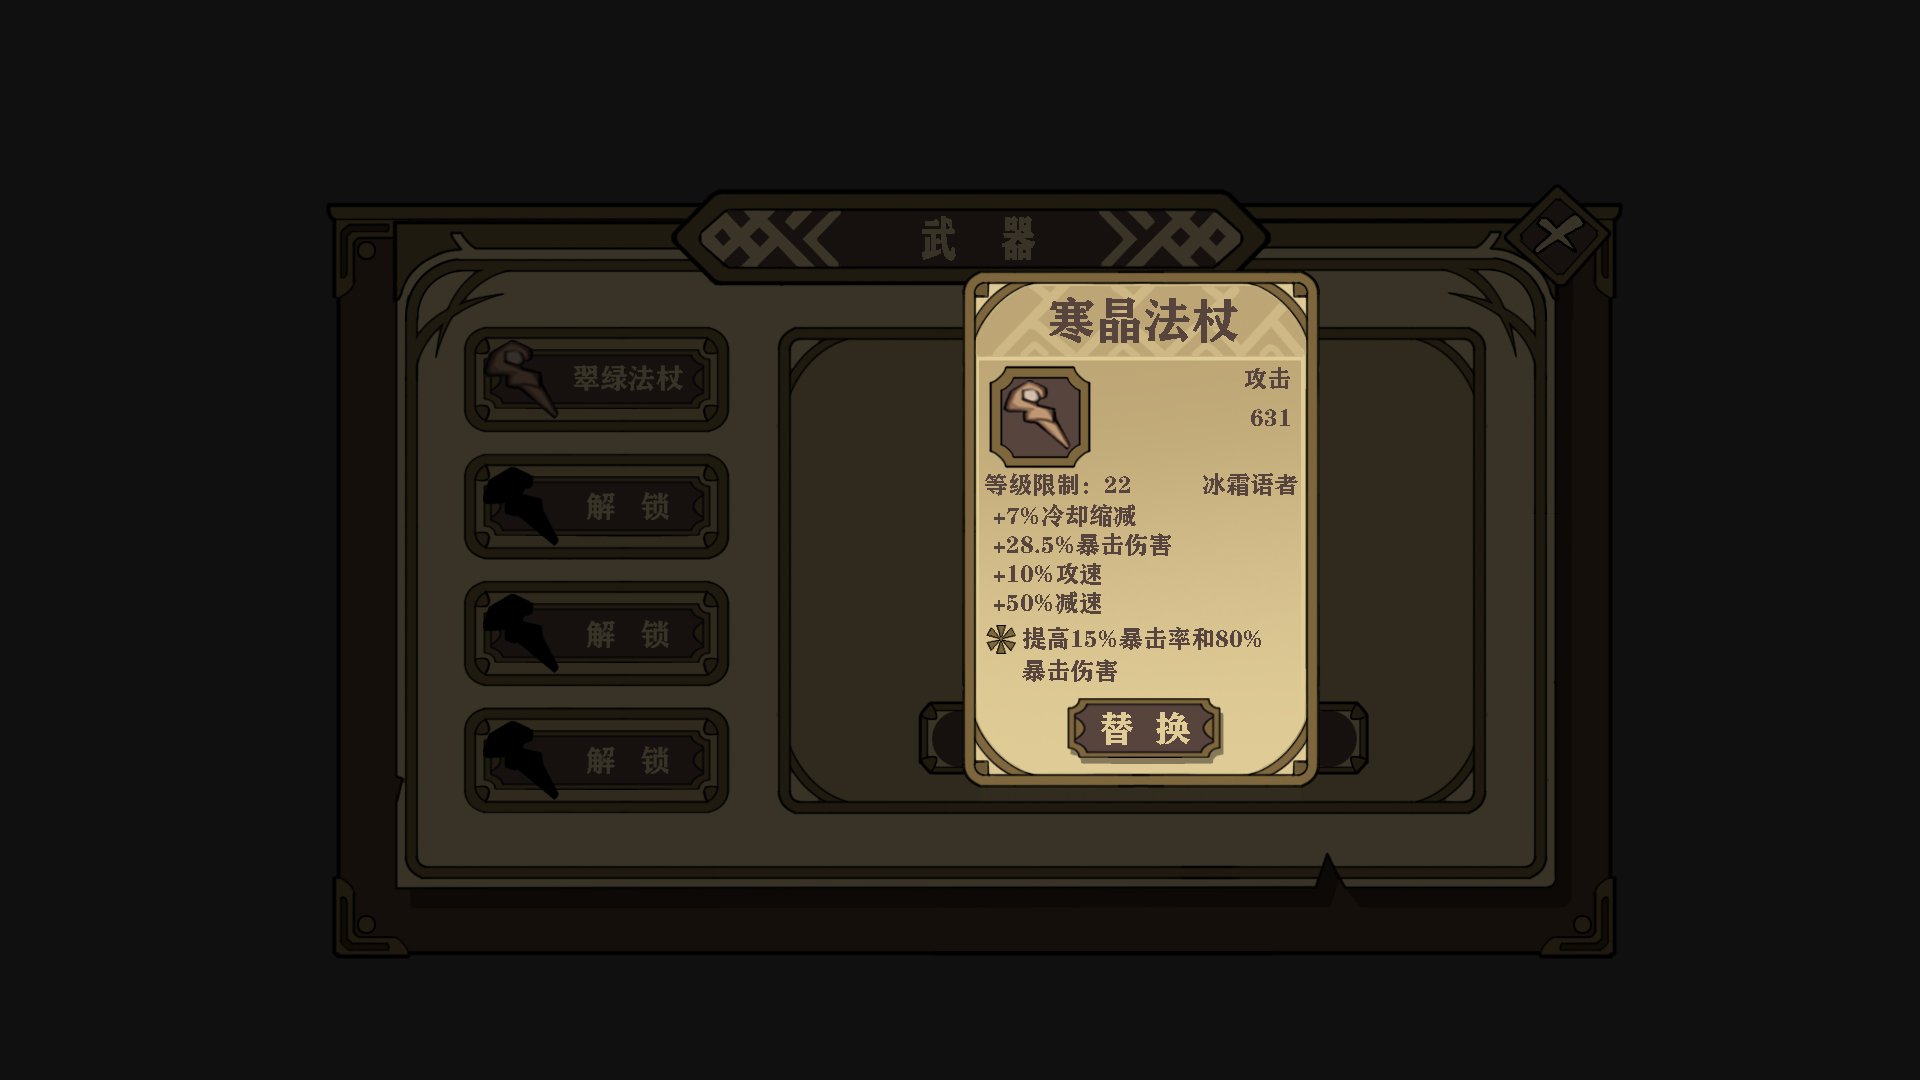 武 器
翠绿法杖
解 锁
解 锁
解 锁
寒晶法杖
攻击
631
等级限制：22 冰霜语者
+7%冷却缩减
+28.5%暴击伤害
+10%攻速
+50%减速
提高15%暴击率和80%
暴击伤害
替 换